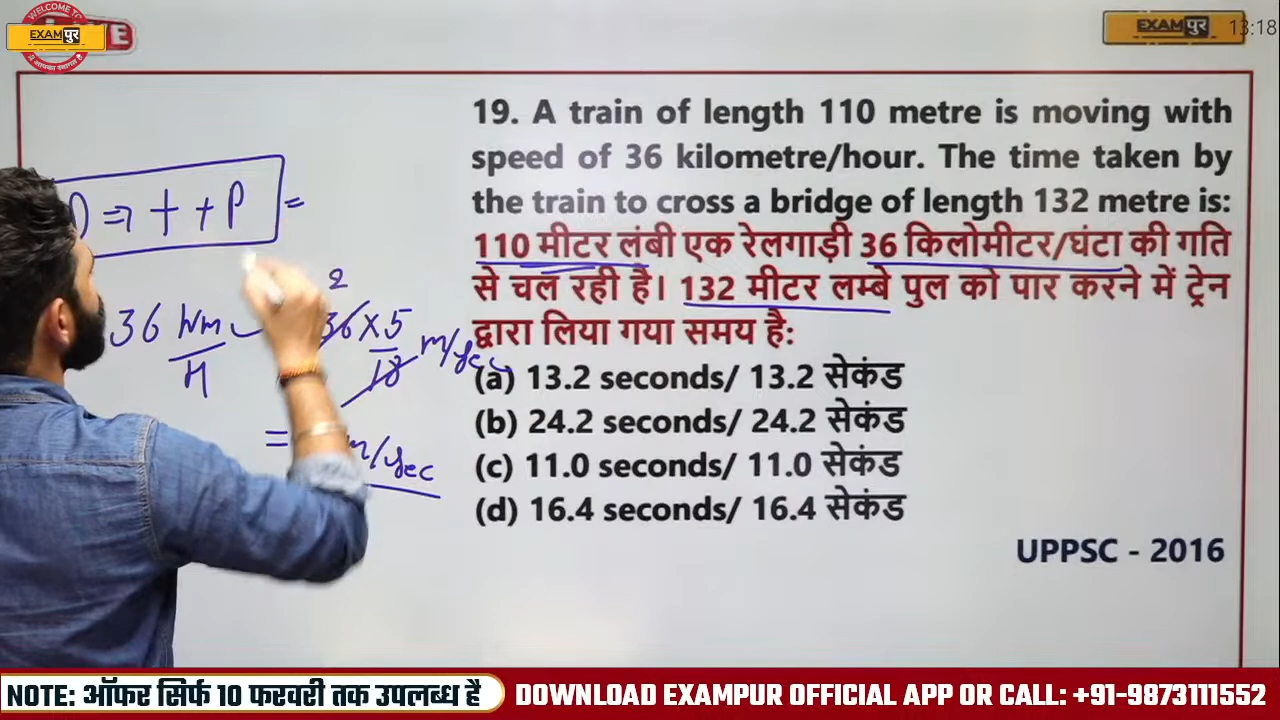 WELCOME TO
EXAMपुर
EXAMपुर
13:18
19. A train of length 110 metre is moving with
speed of 36 kilometre/hour. The time taken by
the train to cross a bridge of length 132 metre is:
110 मीटर लंबी एक रेलगाड़ी 36 किलोमीटर/घंटा की गति
से चल रही है। 132 मीटर लम्बे पुल को पार करने में ट्रेन
द्वारा लिया गया समय है:
(a) 13.2 seconds/ 13.2 सेकंड
(b) 24.2 seconds/ 24.2 सेकंड
(c) 11.0 seconds/ 11.0 सेकंड
(d) 16.4 seconds/ 16.4 सेकंड
UPPSC - 2016
D ⇒ t + P =
2
36 km/H 36 x 5/18 m/sec
= m/sec
NOTE: ऑफर सिर्फ 10 फरवरी तक उपलब्ध है
DOWNLOAD EXAMPUR OFFICIAL APP OR CALL: +91-9873111552